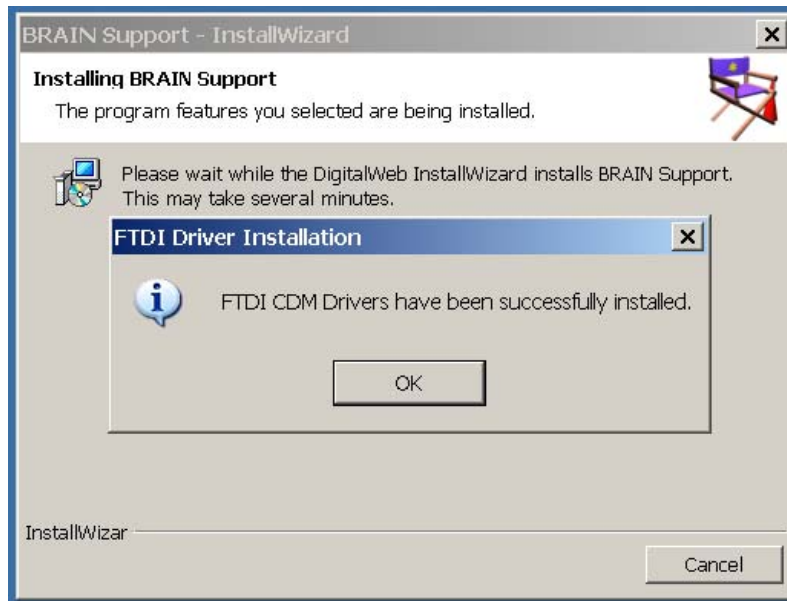 BRAIN Support - InstallWizard
Installing BRAIN Support
The program features you selected are being installed.
Please wait while the DigitalWeb InstallWizard installs BRAIN Support.
This may take several minutes.
FTDI Driver Installation
FTDI CDM Drivers have been successfully installed.
OK
InstallWizar
Cancel